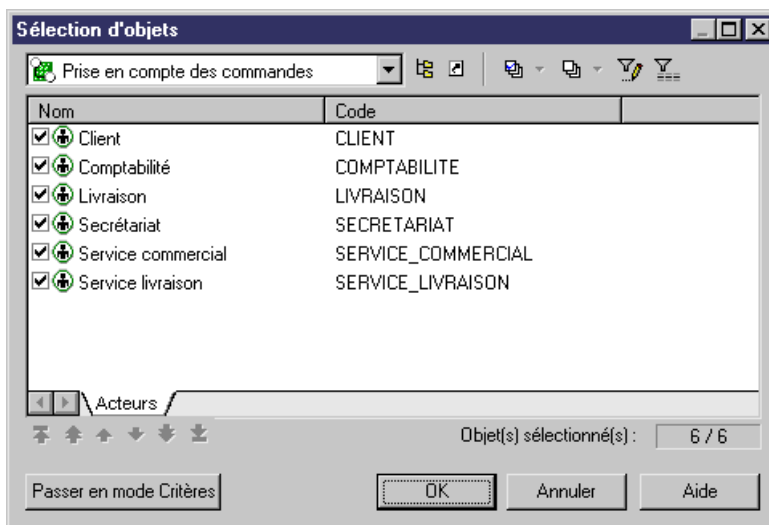 Sélection d'objets
Prise en compte des commandes
Nom Code
Client CLIENT
Comptabilité COMPTABILITE
Livraison LIVRAISON
Secrétariat SECRETARIAT
Service commercial SERVICE_COMMERCIAL
Service livraison SERVICE_LIVRAISON
Acteurs
Objet(s) sélectionné(s) : 6 / 6
Passer en mode Critères OK Annuler Aide